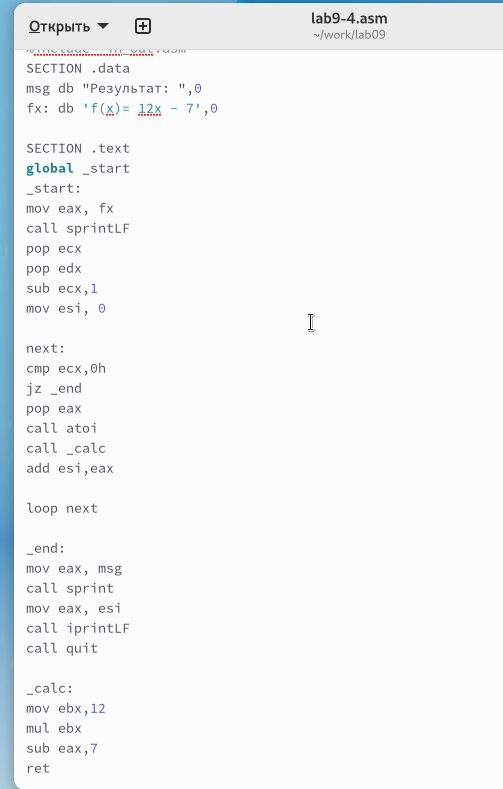 Открыть
lab9-4.asm
~/work/lab09
%include 'in_out.asm'
SECTION .data
msg db "Результат: ",0
fx: db 'f(x)= 12x - 7',0
SECTION .text
global _start
_start:
mov eax, fx
call sprintLF
pop ecx
pop edx
sub ecx,1
mov esi, 0
next:
cmp ecx,0h
jz _end
pop eax
call atoi
call _calc
add esi,eax
loop next
_end:
mov eax, msg
call sprint
mov eax, esi
call iprintLF
call quit
_calc:
mov ebx,12
mul ebx
sub eax,7
ret